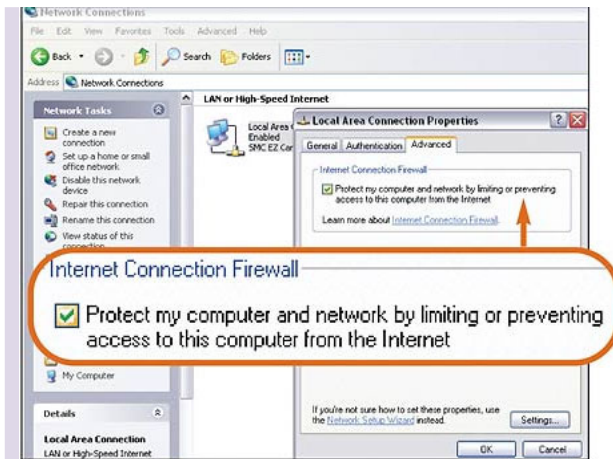 Network Connections
File Edit View Favorites Tools Advanced Help
Back Search Folders
Address Network Connections
Network Tasks
Create a new
connection
Set up a home or small
office network
Disable this network
device
Repair this connection
Rename this connection
View status of this
connection
My Computer
Details
Local Area Connection
LAN or High-Speed Internet
LAN or High-Speed Internet
Local Area
Enabled
SMC EZ Car
Local Area Connection Properties
General Authentication Advanced
Internet Connection Firewall
Protect my computer and network by limiting or preventing
access to this computer from the Internet
Learn more about Internet Connection Firewall.
Internet Connection Firewall
Protect my computer and network by limiting or preventing
access to this computer from the Internet
If you're not sure how to set these properties, use
the Network Setup Wizard instead.
Settings...
OK Cancel